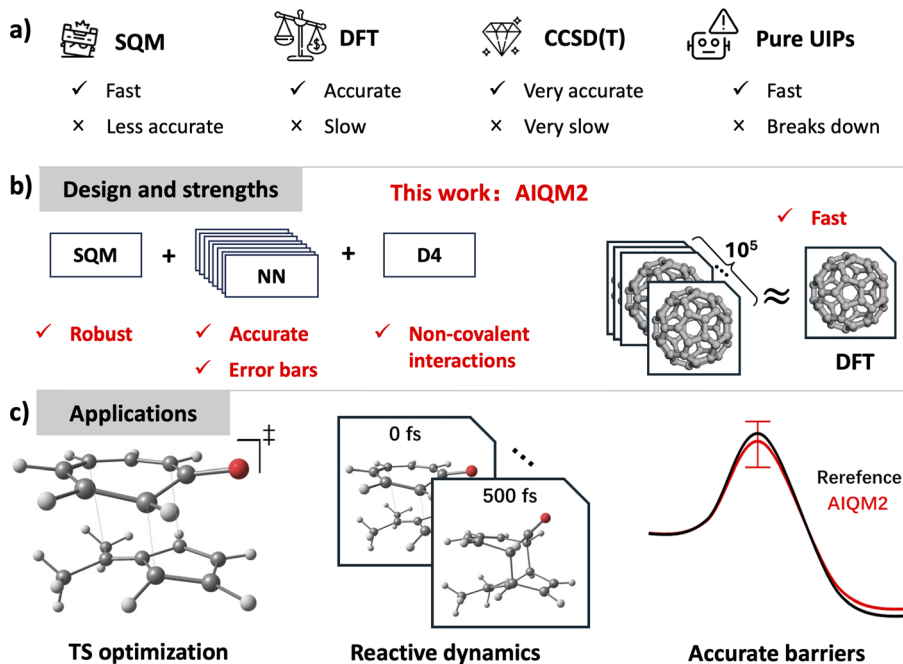 a)
SQM
DFT
CCSD(T)
Pure UIPs
✓ Fast
✓ Accurate
✓ Very accurate
✓ Fast
× Less accurate
× Slow
× Very slow
× Breaks down
b)
Design and strengths
This work: AIQM2
SQM + NN + D4
✓ Robust
✓ Accurate
✓ Error bars
✓ Non-covalent
interactions
✓ Fast
10⁵
≈
DFT
$
c)
Applications
‡
0 fs
...
500 fs
Rerefence
AIQM2
TS optimization
Reactive dynamics
Accurate barriers